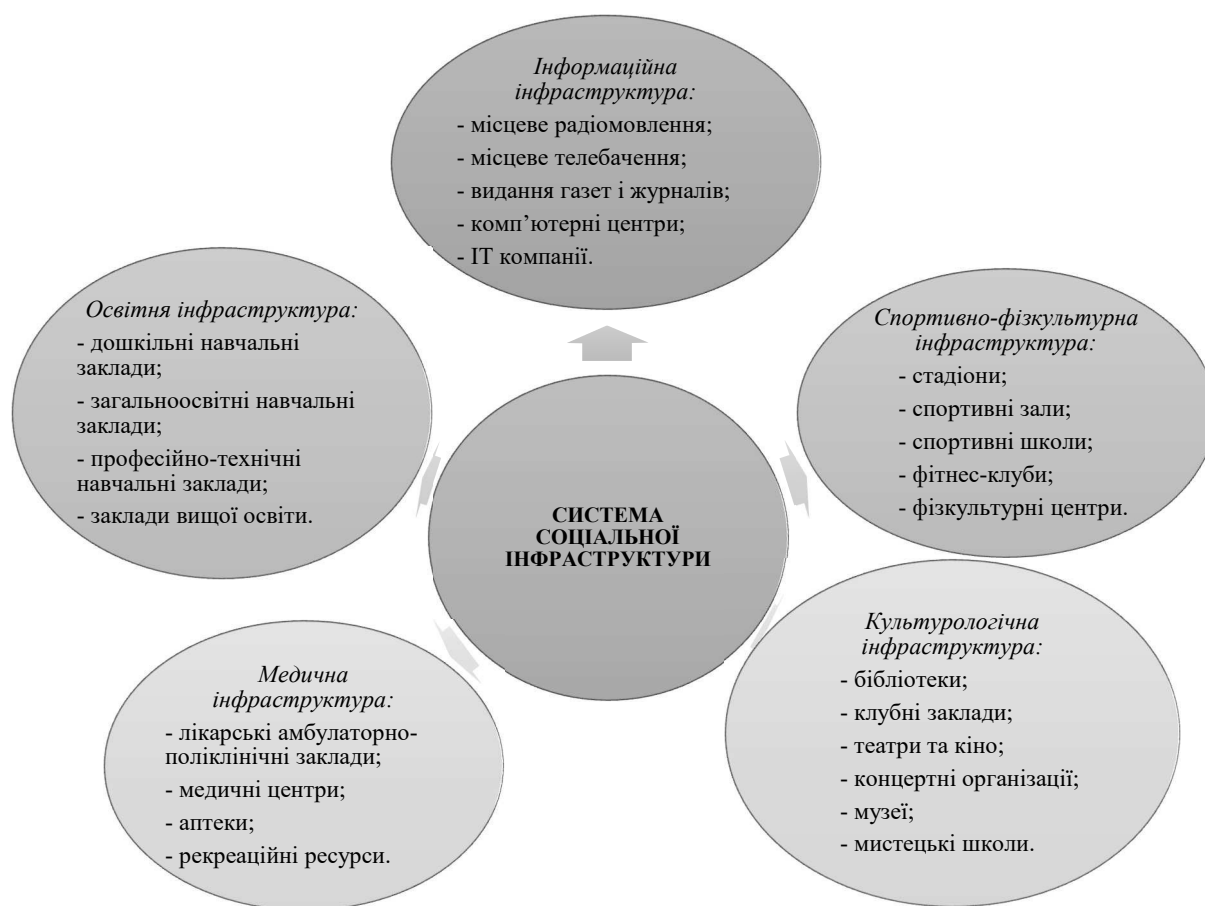 Інформаційна
інфраструктура:
- місцеве радіомовлення;
- місцеве телебачення;
- видання газет і журналів;
- комп’ютерні центри;
- ІТ компанії.
Освітня інфраструктура:
- дошкільні навчальні
заклади;
- загальноосвітні навчальні
заклади;
- професійно-технічні
навчальні заклади;
- заклади вищої освіти.
Спортивно-фізкультурна
інфраструктура:
- стадіони;
- спортивні зали;
- спортивні школи;
- фітнес-клуби;
- фізкультурні центри.
СИСТЕМА
СОЦІАЛЬНОЇ
ІНФРАСТРУКТУРИ
Медична
інфраструктура:
- лікарські амбулаторно-
поліклінічні заклади;
- медичні центри;
- аптеки;
- рекреаційні ресурси.
Культурологічна
інфраструктура:
- бібліотеки;
- клубні заклади;
- театри та кіно;
- концертні організації;
- музеї;
- мистецькі школи.